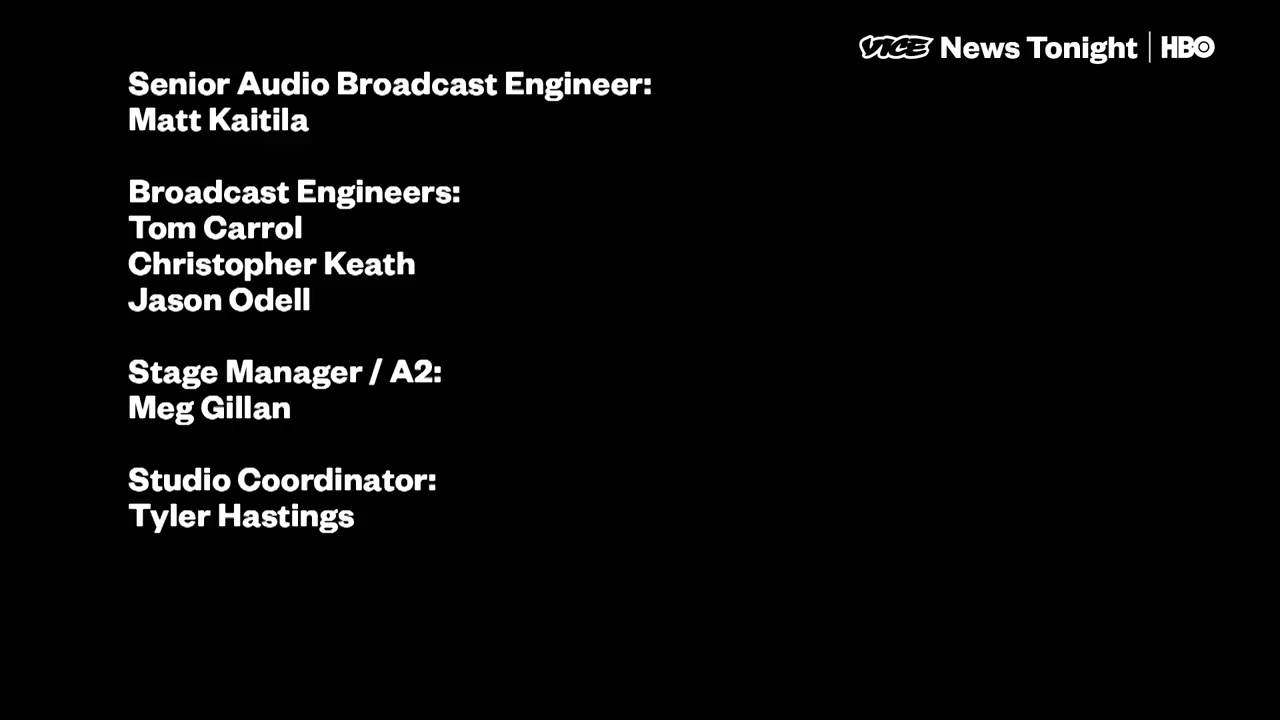 VICE News Tonight | HBO
Senior Audio Broadcast Engineer:
Matt Kaitila
Broadcast Engineers:
Tom Carrol
Christopher Keath
Jason Odell
Stage Manager / A2:
Meg Gillan
Studio Coordinator:
Tyler Hastings